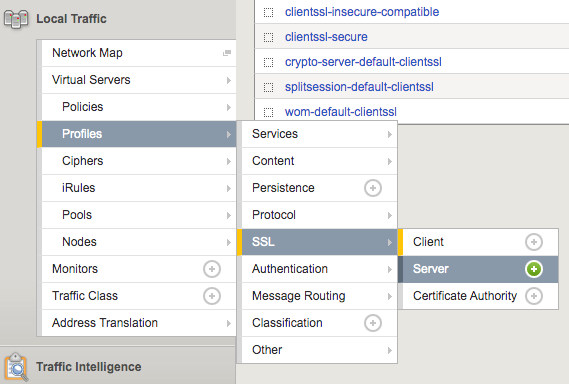 Local Traffic
Network Map
Virtual Servers
Policies
Profiles
Ciphers
iRules
Pools
Nodes
Monitors
Traffic Class
Address Translation
Traffic Intelligence
clientssl-insecure-compatible
clientssl-secure
crypto-server-default-clientssl
splitsession-default-clientssl
wom-default-clientssl
Services
Content
Persistence
Protocol
SSL
Authentication
Message Routing
Classification
Other
Client
Server
Certificate Authority